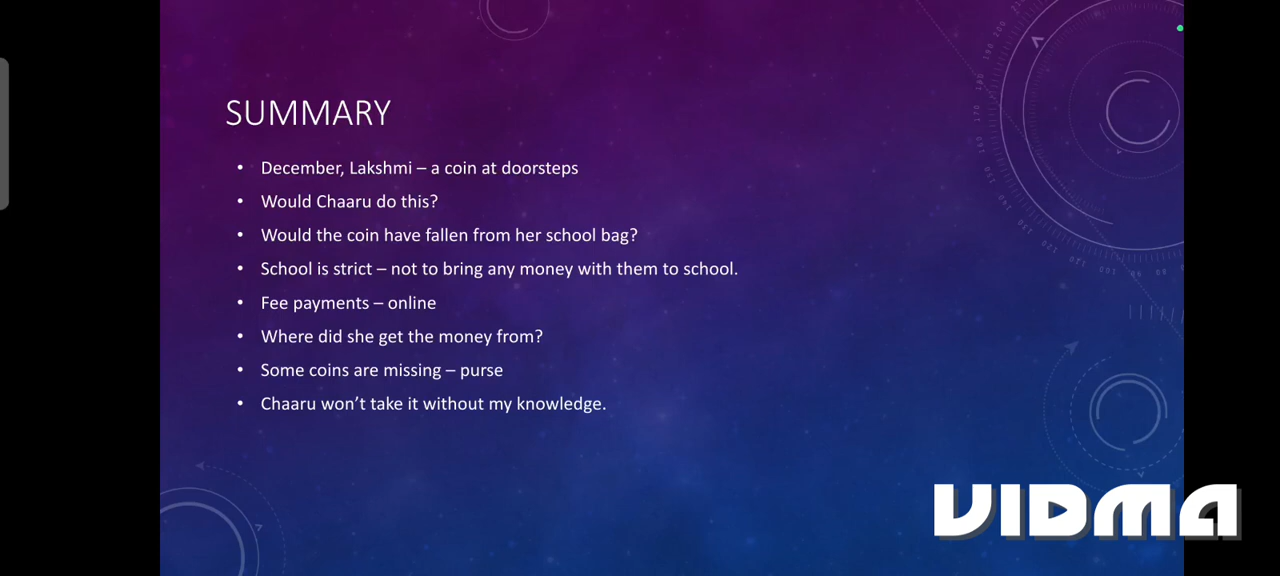 SUMMARY
• December, Lakshmi – a coin at doorsteps
• Would Chaaru do this?
• Would the coin have fallen from her school bag?
• School is strict – not to bring any money with them to school.
• Fee payments – online
• Where did she get the money from?
• Some coins are missing – purse
• Chaaru won’t take it without my knowledge.
VIDMA